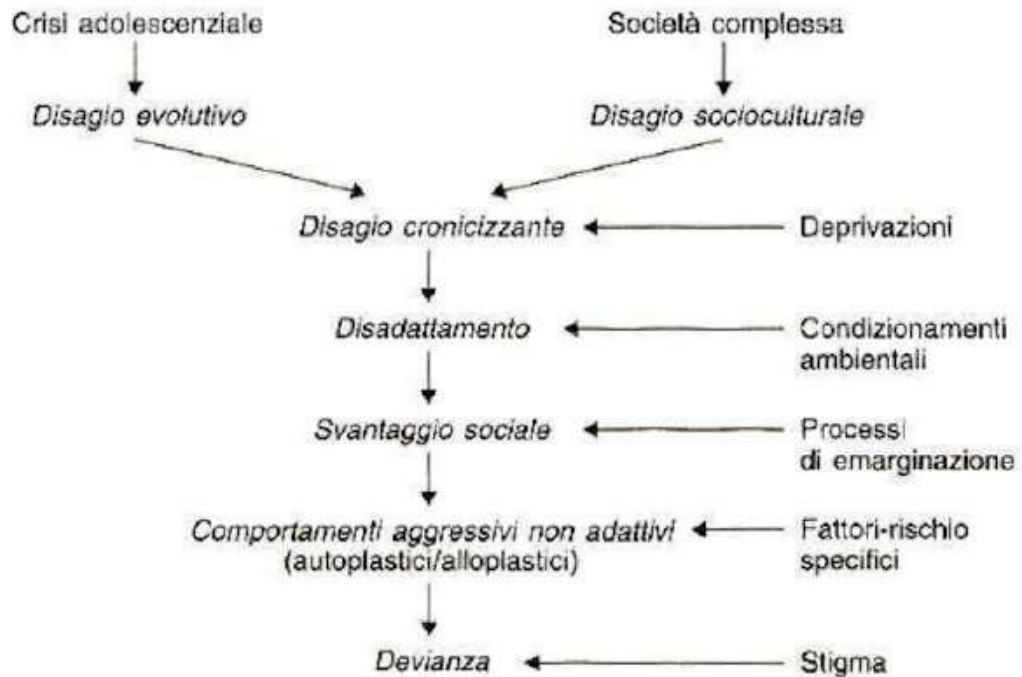 Crisi adolescenziale
Società complessa
Disagio evolutivo
Disagio socioculturale
Disagio cronicizzante
Deprivazioni
Disadattamento
Condizionamenti
ambientali
Svantaggio sociale
Processi
di emarginazione
Comportamenti aggressivi non adattivi
(autoplastici/alloplastici)
Fattori-rischio
specifici
Devianza
Stigma